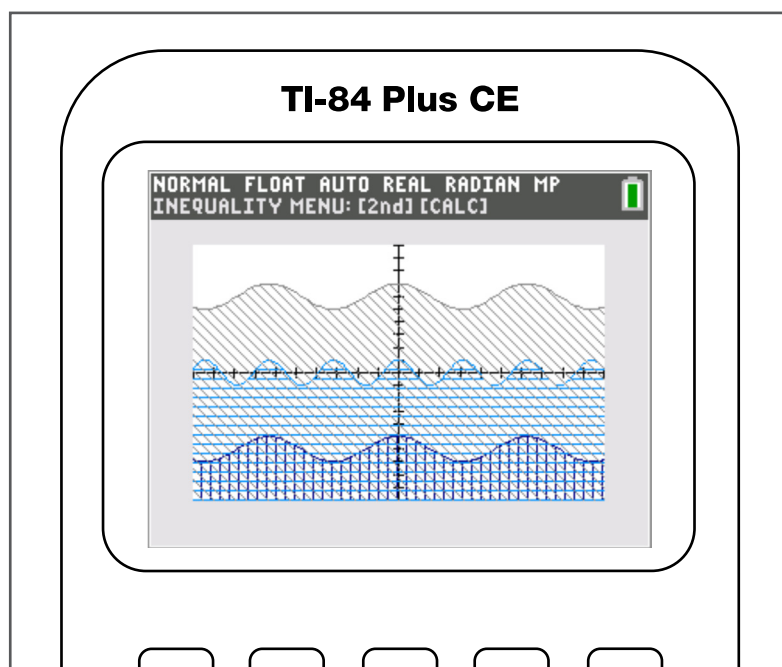 TI-84 Plus CE
NORMAL FLOAT AUTO REAL RADIAN MP
INEQUALITY MENU: [2nd] [CALC]